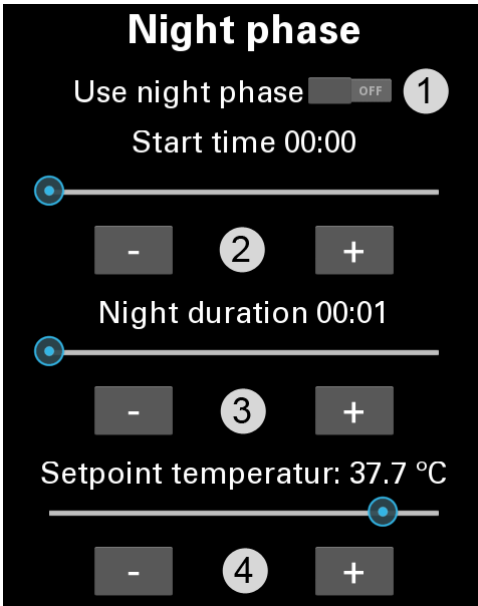 Night phase
Use night phase OFF 1
Start time 00:00
- 2 +
Night duration 00:01
- 3 +
Setpoint temperatur: 37.7 ºC
- 4 +